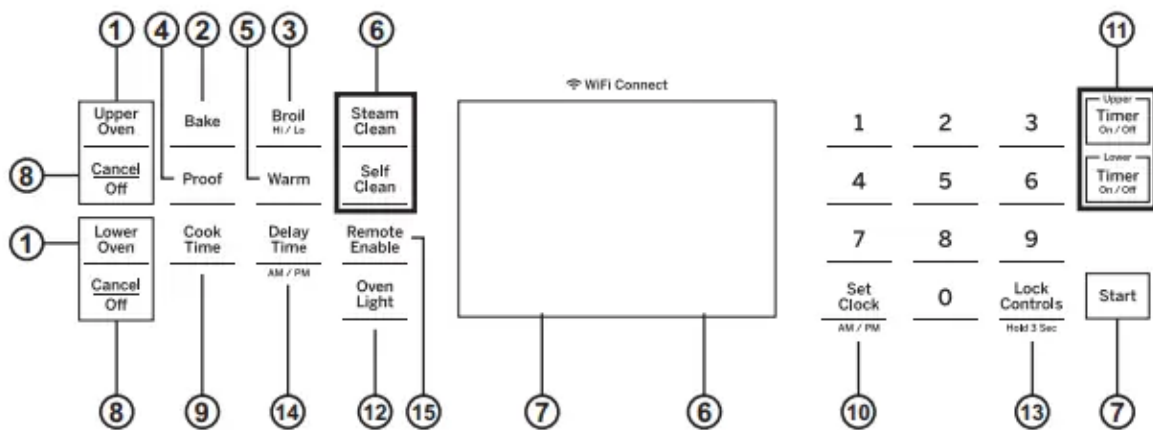 1 4 2 5 3 6 11
WiFi Connect
Upper
Oven
Bake
Broil
Hi / Lo
Steam
Clean
1 2 3
Upper
Timer
On / Off
8
Cancel
Off
Proof
Warm
Self
Clean
4 5 6
Lower
Timer
On / Off
1
Lower
Oven
Cook
Time
Delay
Time
AM / PM
Remote
Enable
7 8 9
Cancel
Off
Oven
Light
Set
Clock
AM / PM
0
Lock
Controls
Hold 3 Sec
Start
8 9 14 12 15 7 6 10 13 7